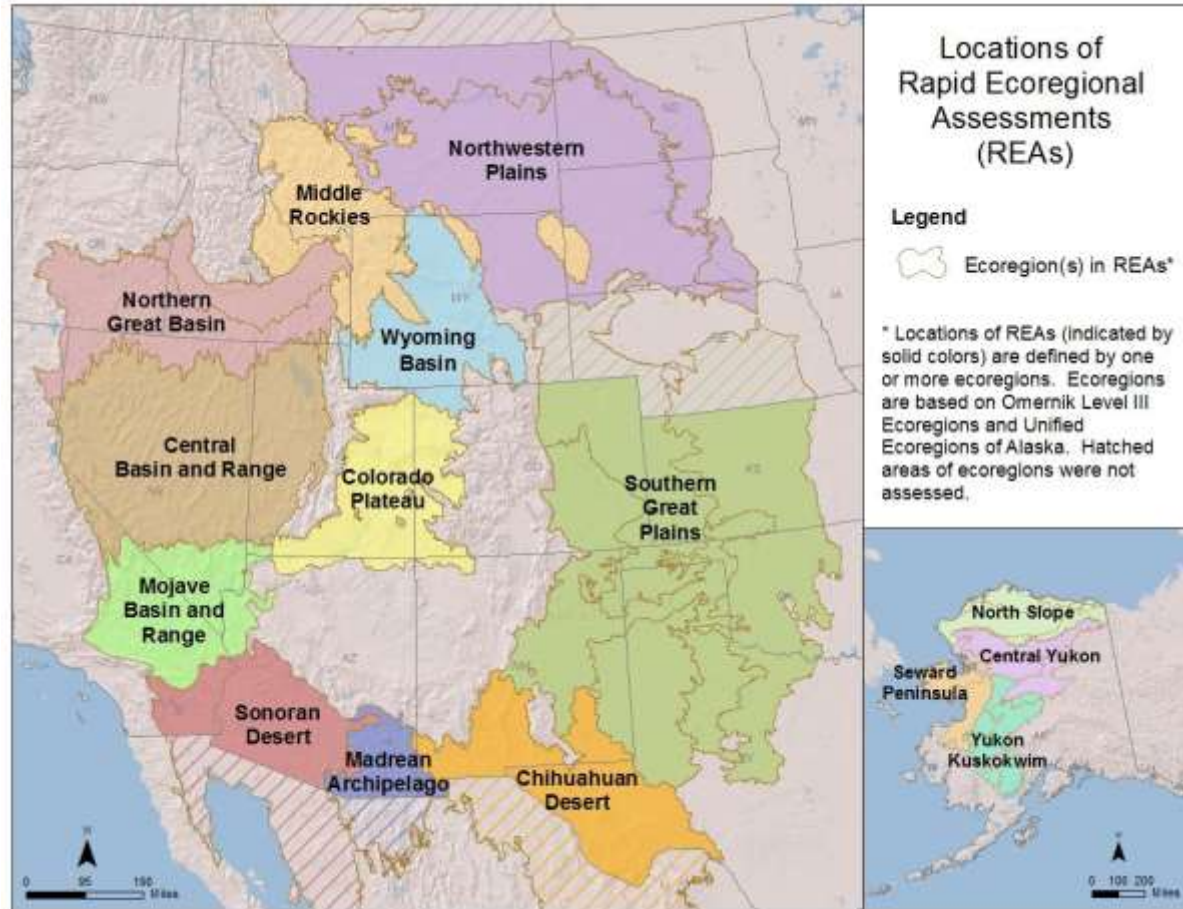 Locations of
Rapid Ecoregional
Assessments
(REAs)
Legend
Ecoregion(s) in REAs*
* Locations of REAs (indicated by
solid colors) are defined by one
or more ecoregions. Ecoregions
are based on Omernik Level III
Ecoregions and Unified
Ecoregions of Alaska. Hatched
areas of ecoregions were not
assessed.
Northwestern
Plains
Middle
Rockies
Northern
Great Basin
Wyoming
Basin
Central
Basin and Range
Colorado
Plateau
Southern
Great
Plains
Mojave
Basin and
Range
Sonoran
Desert
Madrean
Archipelago
Chihuahuan
Desert
N
0 95 190
Miles
North Slope
Central Yukon
Seward
Peninsula
Yukon
Kuskokwim
0 100 200
Miles